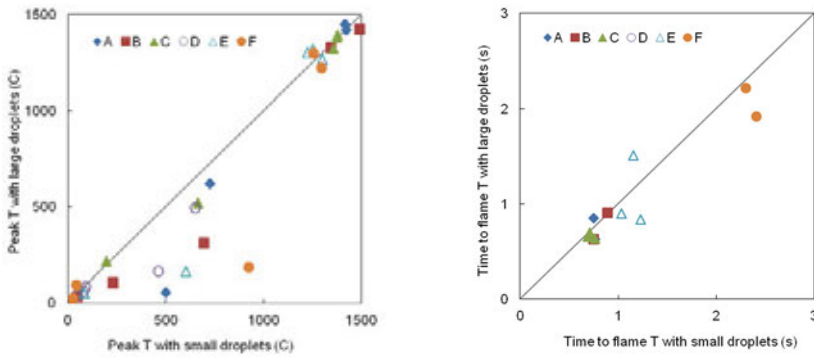 1500
1000
500
0
0 500 1000 1500
A B C D E F
Peak T with large droplets (C)
Peak T with small droplets (C)
3
2
1
0
0 1 2 3
A B C D E F
Time to flame T with large droplets (s)
Time to flame T with small droplets (s)